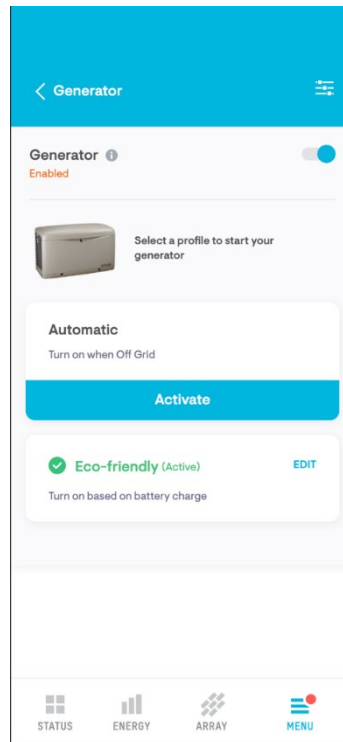 Generator
Generator
Enabled
Select a profile to start your
generator
Automatic
Turn on when Off Grid
Activate
Eco-friendly (Active)
EDIT
Turn on based on battery charge
STATUS
ENERGY
ARRAY
MENU